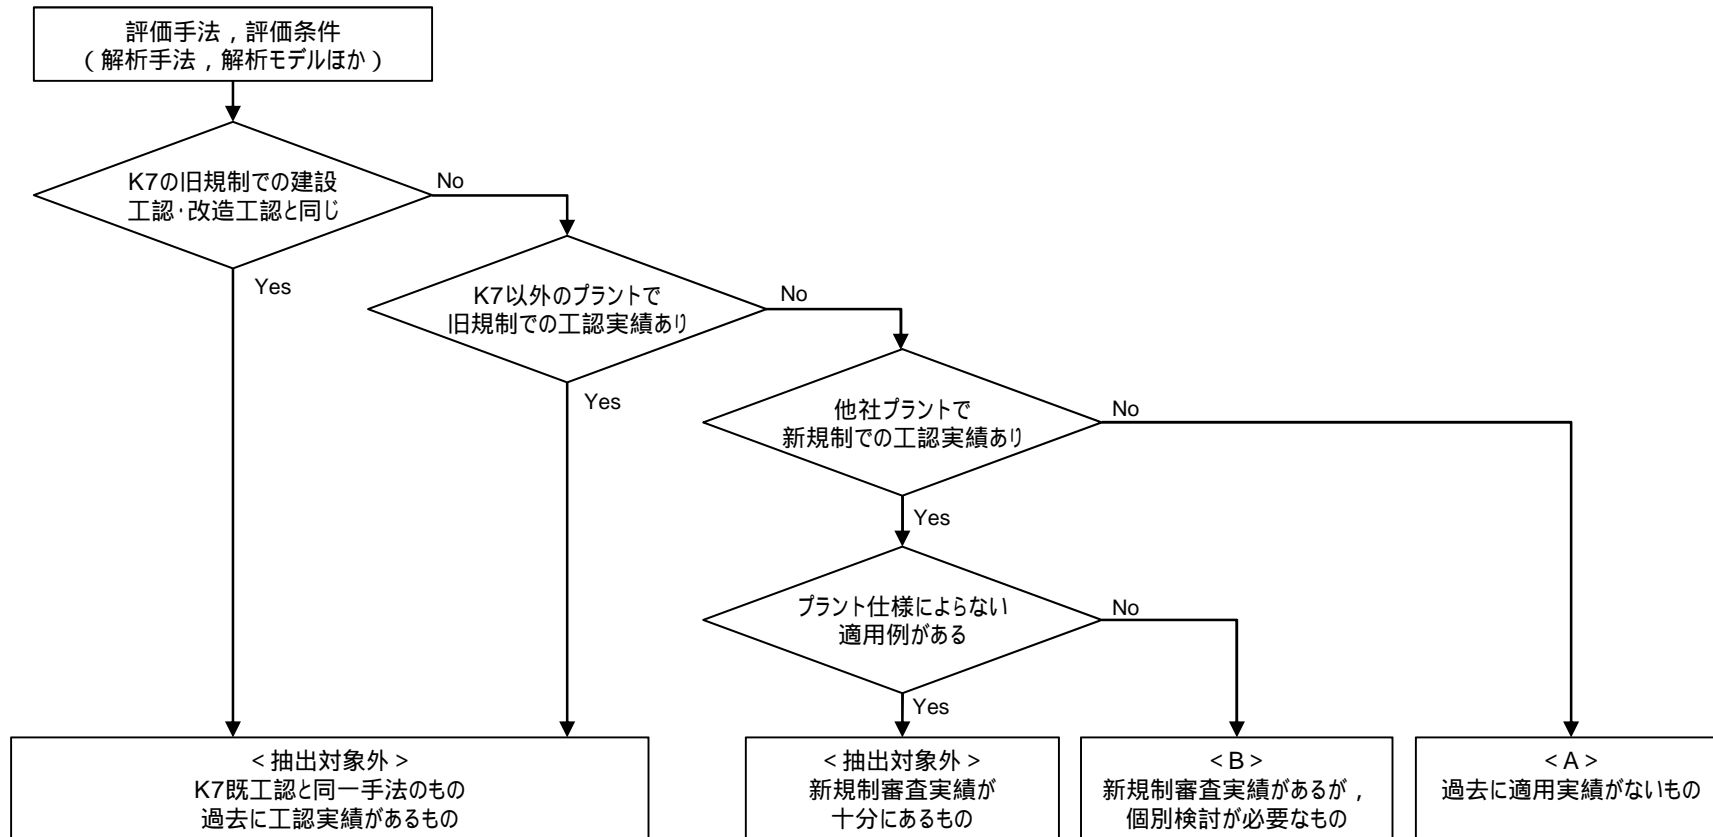 評価手法，評価条件
（解析手法，解析モデルほか）
K7の旧規制での建設
工認・改造工認と同じ
No
Yes
K7以外のプラントで
旧規制での工認実績あり
No
Yes
他社プラントで
新規制での工認実績あり
No
Yes
プラント仕様によらない
適用例がある
No
Yes
＜抽出対象外＞
K7既工認と同一手法のもの
過去に工認実績があるもの
＜抽出対象外＞
新規制審査実績が
十分にあるもの
＜B＞
新規制審査実績があるが，
個別検討が必要なもの
＜A＞
過去に適用実績がないもの